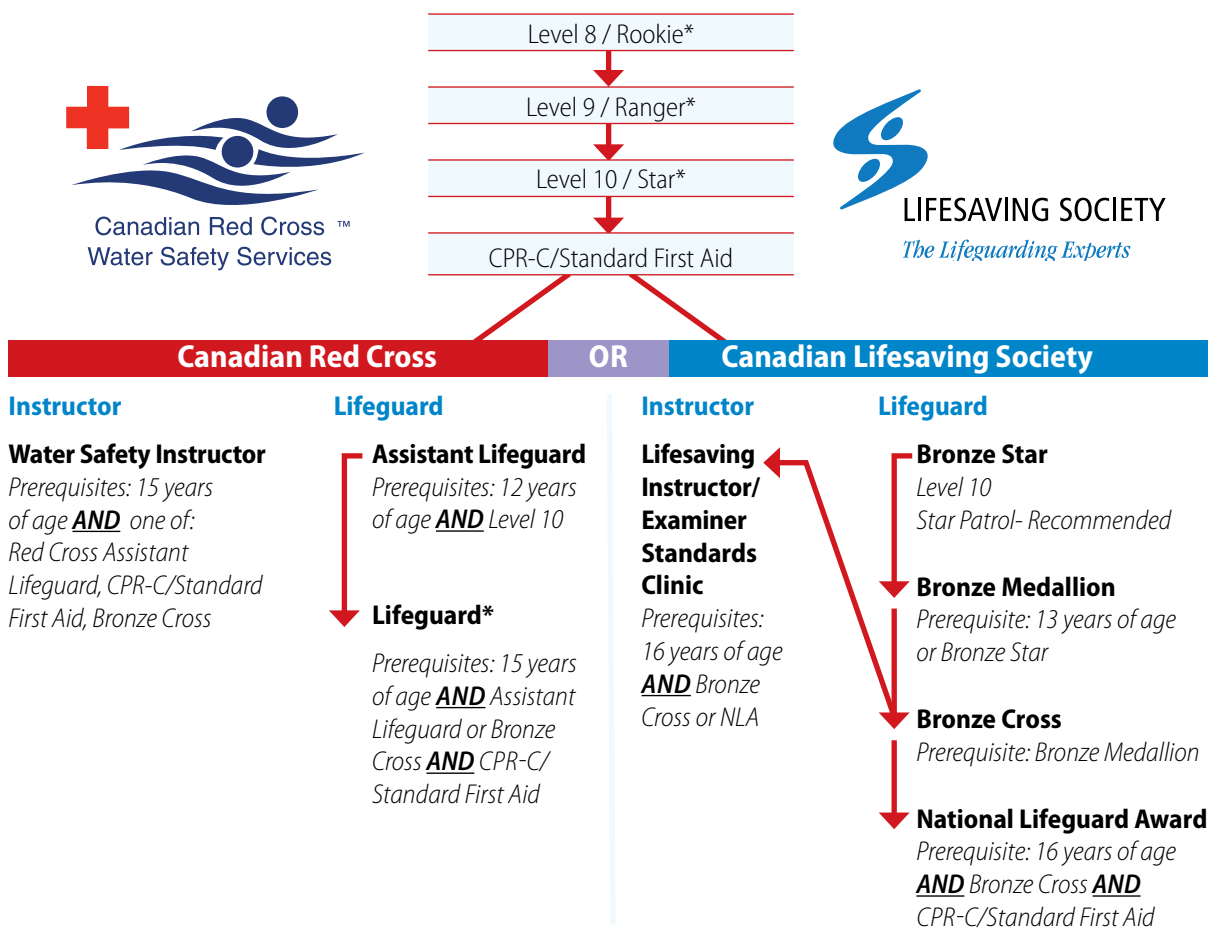 Level 8 / Rookie*
Level 9 / Ranger*
Level 10 / Star*
CPR-C/Standard First Aid
Canadian Red Cross ™
Water Safety Services
LIFESAVING SOCIETY
The Lifeguarding Experts
Canadian Red Cross
OR
Canadian Lifesaving Society
Instructor
Water Safety Instructor
Prerequisites: 15 years
of age AND one of:
Red Cross Assistant
Lifeguard, CPR-C/Standard
First Aid, Bronze Cross
Lifeguard
Assistant Lifeguard
Prerequisites: 12 years
of age AND Level 10
Lifeguard*
Prerequisites: 15 years
of age AND Assistant
Lifeguard or Bronze
Cross AND CPR-C/
Standard First Aid
Instructor
Lifesaving
Instructor/
Examiner
Standards
Clinic
Prerequisites:
16 years of age
AND Bronze
Cross or NLA
Lifeguard
Bronze Star
Level 10
Star Patrol- Recommended
Bronze Medallion
Prerequisite: 13 years of age
or Bronze Star
Bronze Cross
Prerequisite: Bronze Medallion
National Lifeguard Award
Prerequisite: 16 years of age
AND Bronze Cross AND
CPR-C/Standard First Aid